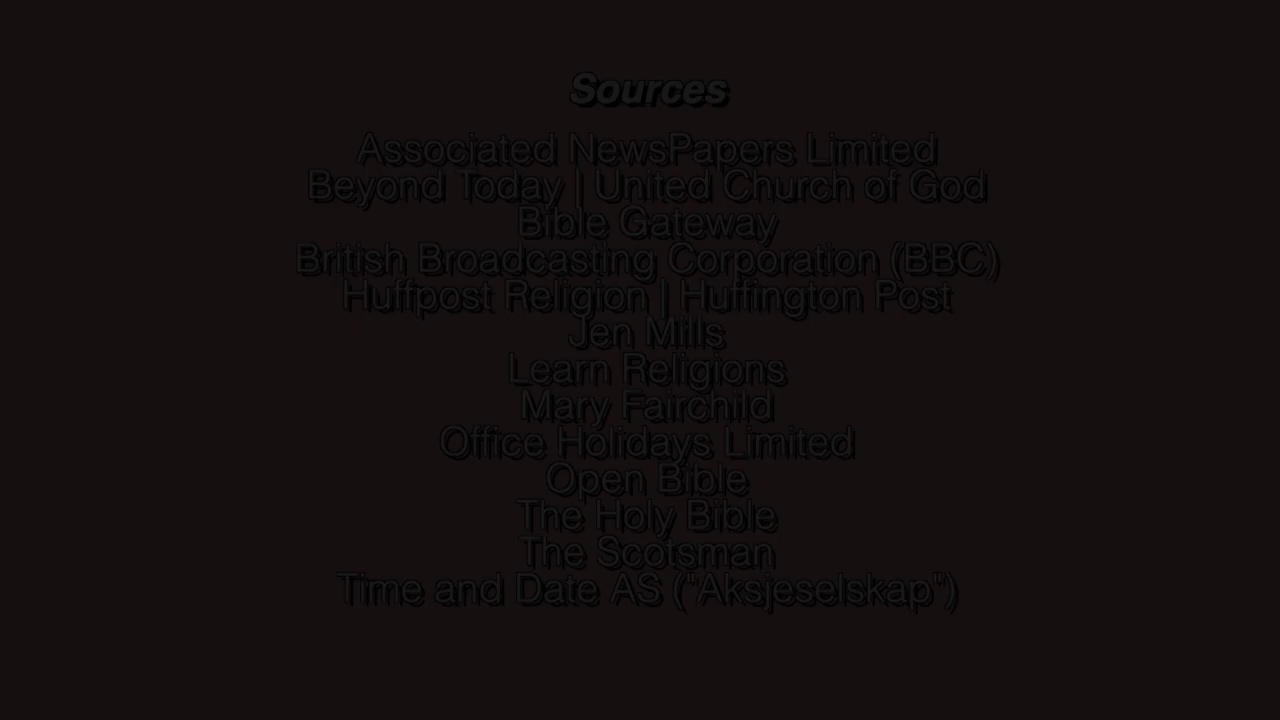 Sources
Associated NewsPapers Limited
Beyond Today | United Church of God
Bible Gateway
British Broadcasting Corporation (BBC)
Huffpost Religion | Huffington Post
Jen Mills
Learn Religions
Mary Fairchild
Office Holidays Limited
Open Bible
The Holy Bible
The Scotsman
Time and Date AS ("Aksjeselskap")